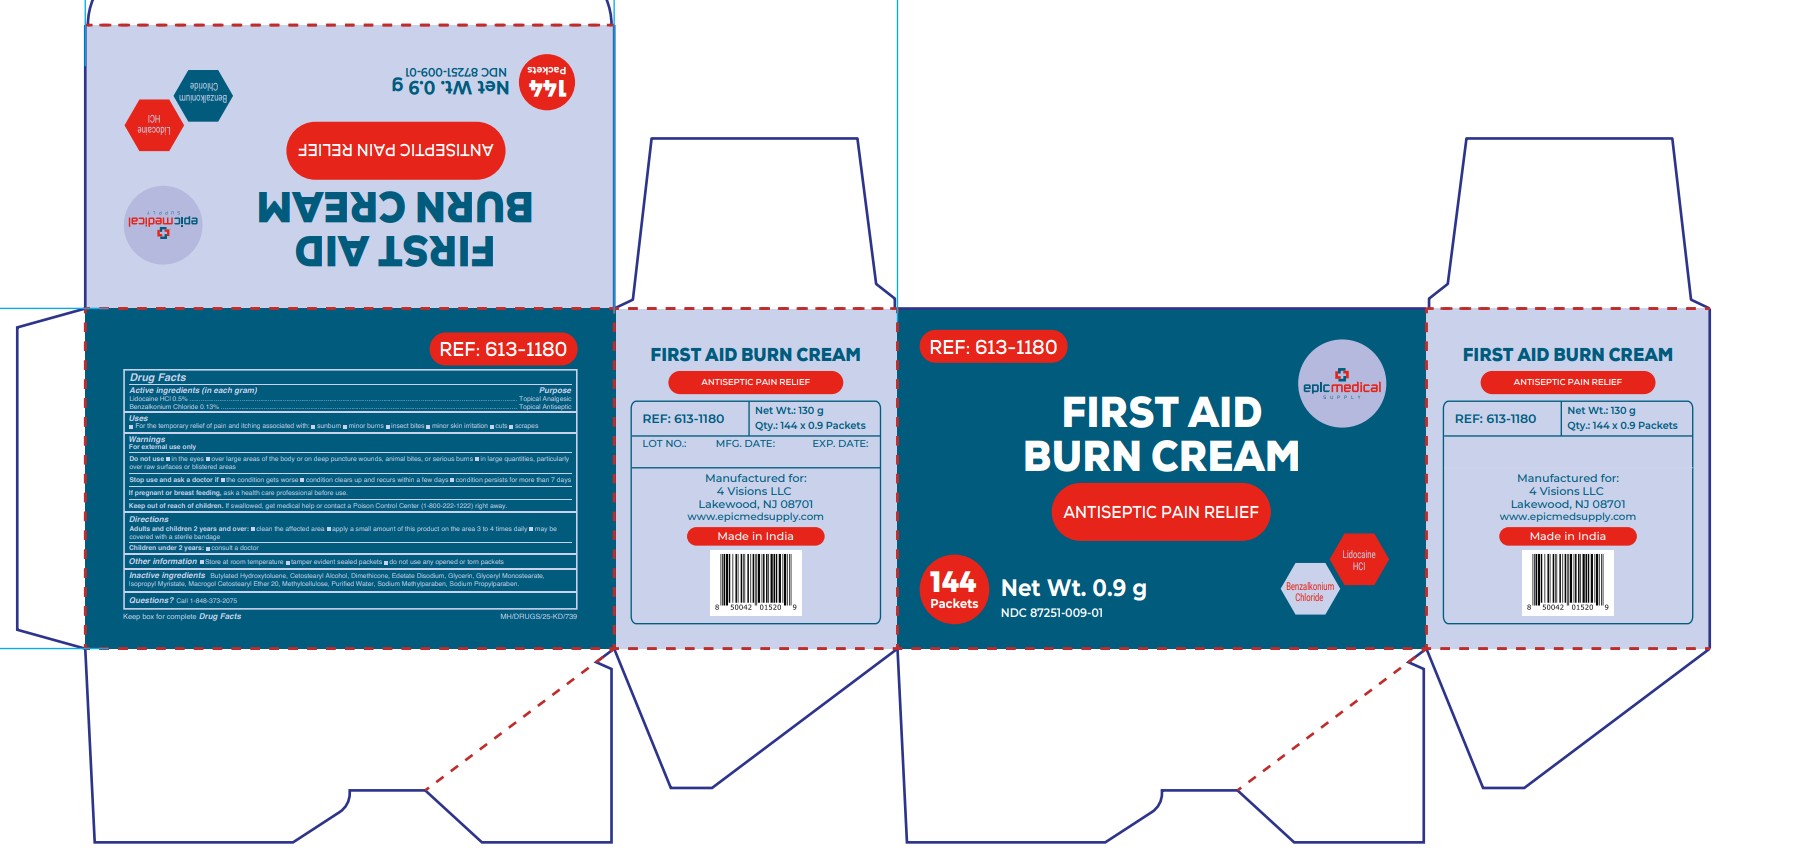 FIRST AID
BURN CREAM
ANTISEPTIC PAIN RELIEF
144
Packets
Net Wt. 0.9 g
NDC 87251-009-01
epicmedical
SUPPLY
Lidocaine
HCl
Benzalkonium
Chloride
REF: 613-1180
Drug Facts
Active ingredients (in each gram) Purpose
Lidocaine HCl 0.5% ........ Topical Analgesic
Benzalkonium Chloride 0.13% ........ Topical Antiseptic
Uses
■ For the temporary relief of pain and itching associated with: ■ sunburn ■ minor burns ■ insect bites ■ minor skin irritation ■ cuts ■ scrapes
Warnings
For external use only
Do not use ■ in the eyes ■ over large areas of the body or on deep puncture wounds, animal bites, or serious burns ■ in large quantities, particularly
over raw surfaces or blistered areas
Stop use and ask a doctor if ■ the condition gets worse ■ condition clears up and recurs within a few days ■ condition persists for more than 7 days
If pregnant or breast feeding, ask a health care professional before use.
Keep out of reach of children. If swallowed, get medical help or contact a Poison Control Center (1-800-222-1222) right away.
Directions
Adults and children 2 years and over: ■ clean the affected area ■ apply a small amount of this product on the area 3 to 4 times daily ■ may be
covered with a sterile bandage
Children under 2 years: ■ consult a doctor
Other information ■ Store at room temperature ■ tamper evident sealed packets ■ do not use any opened or torn packets
Inactive ingredients Butylated Hydroxytoluene, Cetostearyl Alcohol, Dimethicone, Edetate Disodium, Glycerin, Glyceryl Monostearate,
Isopropyl Myristate, Macrogol Cetostearyl Ether 20, Methylcellulose, Purified Water, Sodium Methylparaben, Sodium Propylparaben.
Questions? Call 1-848-373-2075
Keep box for complete Drug Facts MH/DRUGS/25-KD/739
FIRST AID BURN CREAM
ANTISEPTIC PAIN RELIEF
REF: 613-1180
Net Wt.: 130 g
Qty.: 144 x 0.9 Packets
LOT NO.: MFG. DATE: EXP. DATE:
Manufactured for:
4 Visions LLC
Lakewood, NJ 08701
www.epicmedsupply.com
Made in India
8 50042 01520 9
REF: 613-1180
epicmedical
SUPPLY
FIRST AID
BURN CREAM
ANTISEPTIC PAIN RELIEF
Lidocaine
HCl
Benzalkonium
Chloride
144
Packets
Net Wt. 0.9 g
NDC 87251-009-01
FIRST AID BURN CREAM
ANTISEPTIC PAIN RELIEF
REF: 613-1180
Net Wt.: 130 g
Qty.: 144 x 0.9 Packets
Manufactured for:
4 Visions LLC
Lakewood, NJ 08701
www.epicmedsupply.com
Made in India
8 50042 01520 9